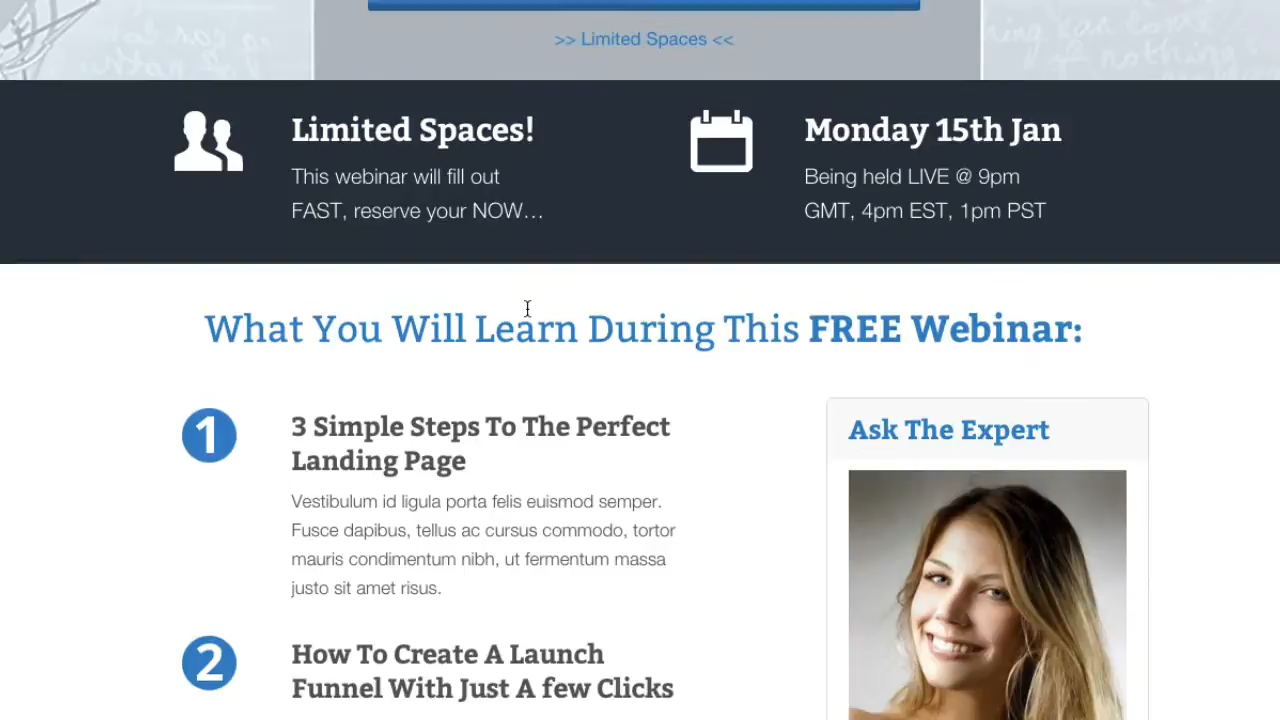 >> Limited Spaces <<
Limited Spaces!
This webinar will fill out
FAST, reserve your NOW...
Monday 15th Jan
Being held LIVE @ 9pm
GMT, 4pm EST, 1pm PST
What You Will Learn During This FREE Webinar:
1
3 Simple Steps To The Perfect
Landing Page
Vestibulum id ligula porta felis euismod semper.
Fusce dapibus, tellus ac cursus commodo, tortor
mauris condimentum nibh, ut fermentum massa
justo sit amet risus.
2
How To Create A Launch
Funnel With Just A few Clicks
Ask The Expert